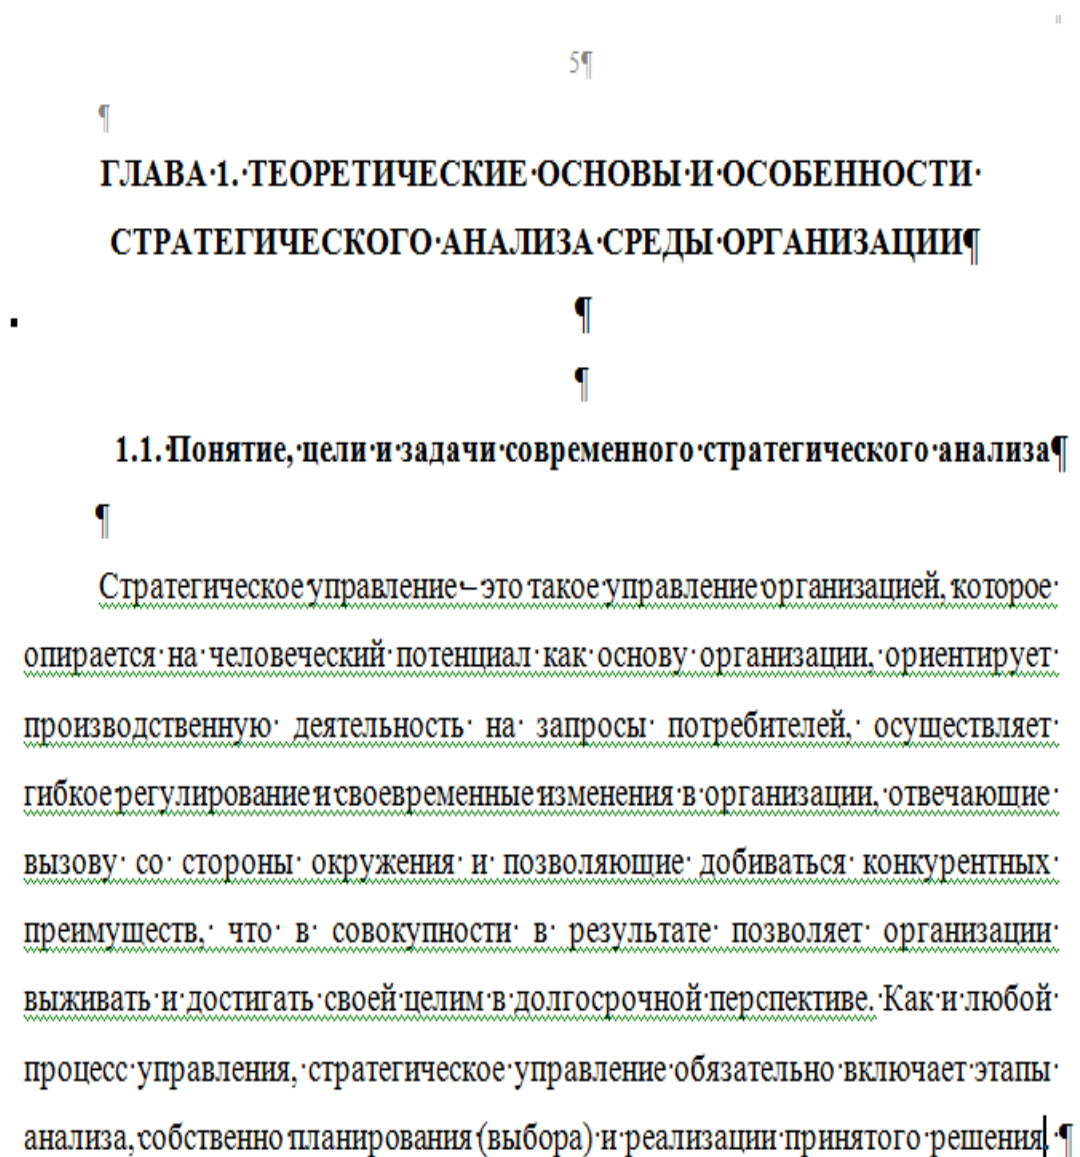 5¶
¶
ГЛАВА·1.·ТЕОРЕТИЧЕСКИЕ·ОСНОВЫ·И·ОСОБЕННОСТИ·
СТРАТЕГИЧЕСКОГО·АНАЛИЗА·СРЕДЫ·ОРГАНИЗАЦИИ¶
¶
¶
1.1.·Понятие,·цели·и·задачи·современного·стратегического·анализа¶
¶
Стратегическое·управление·–·это·такое·управление·организацией,·которое·
опирается·на·человеческий·потенциал·как·основу·организации,·ориентирует·
производственную·деятельность·на·запросы·потребителей,·осуществляет·
гибкое·регулирование·и·своевременные·изменения·в·организации,·отвечающие·
вызову·со·стороны·окружения·и·позволяющие·добиваться·конкурентных·
преимуществ,·что·в·совокупности·в·результате·позволяет·организации·
выживать·и·достигать·своей·целим·в·долгосрочной·перспективе.·Как·и·любой·
процесс·управления,·стратегическое·управление·обязательно·включает·этапы·
анализа,·собственно·планирования·(выбора)·и·реализации·принятого·решения.·¶